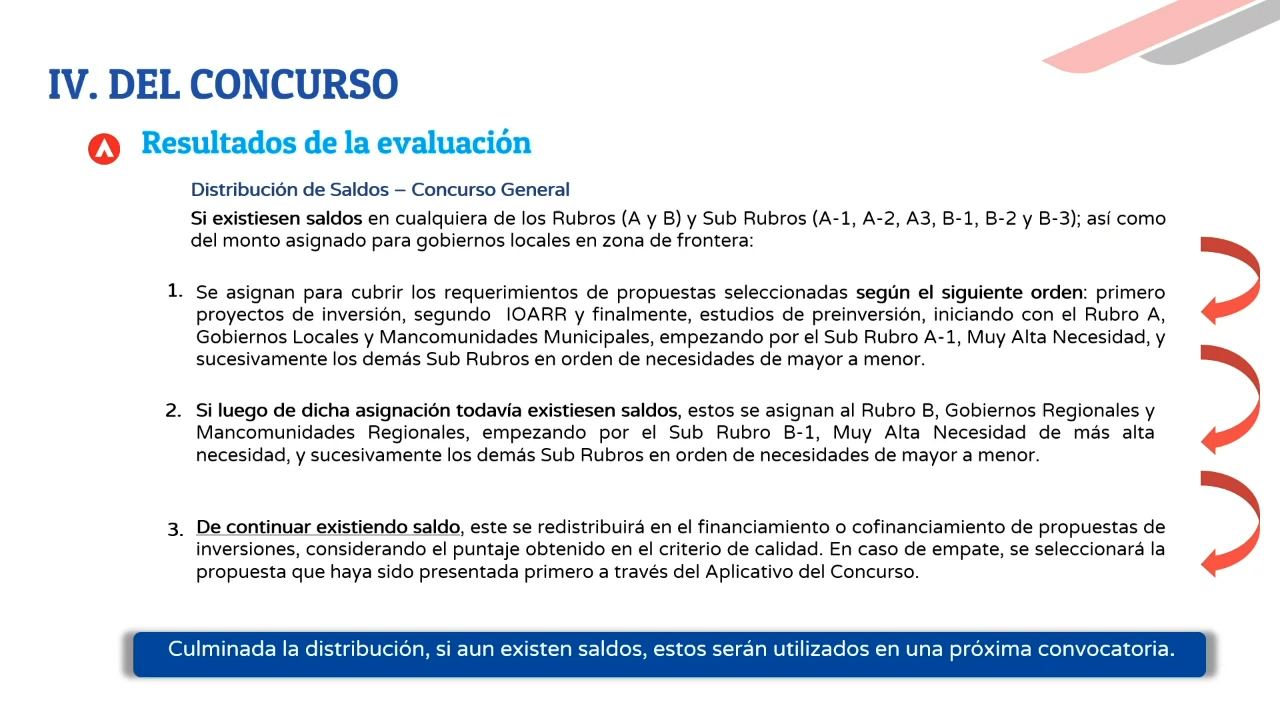 IV. DEL CONCURSO
Resultados de la evaluación
Distribución de Saldos – Concurso General
Si existiesen saldos en cualquiera de los Rubros (A y B) y Sub Rubros (A-1, A-2, A3, B-1, B-2 y B-3); así como
del monto asignado para gobiernos locales en zona de frontera:
1. Se asignan para cubrir los requerimientos de propuestas seleccionadas según el siguiente orden: primero
proyectos de inversión, segundo IOARR y finalmente, estudios de preinversión, iniciando con el Rubro A,
Gobiernos Locales y Mancomunidades Municipales, empezando por el Sub Rubro A-1, Muy Alta Necesidad, y
sucesivamente los demás Sub Rubros en orden de necesidades de mayor a menor.
2. Si luego de dicha asignación todavía existiesen saldos, estos se asignan al Rubro B, Gobiernos Regionales y
Mancomunidades Regionales, empezando por el Sub Rubro B-1, Muy Alta Necesidad de más alta
necesidad, y sucesivamente los demás Sub Rubros en orden de necesidades de mayor a menor.
3. De continuar existiendo saldo, este se redistribuirá en el financiamiento o cofinanciamiento de propuestas de
inversiones, considerando el puntaje obtenido en el criterio de calidad. En caso de empate, se seleccionará la
propuesta que haya sido presentada primero a través del Aplicativo del Concurso.
Culminada la distribución, si aun existen saldos, estos serán utilizados en una próxima convocatoria.